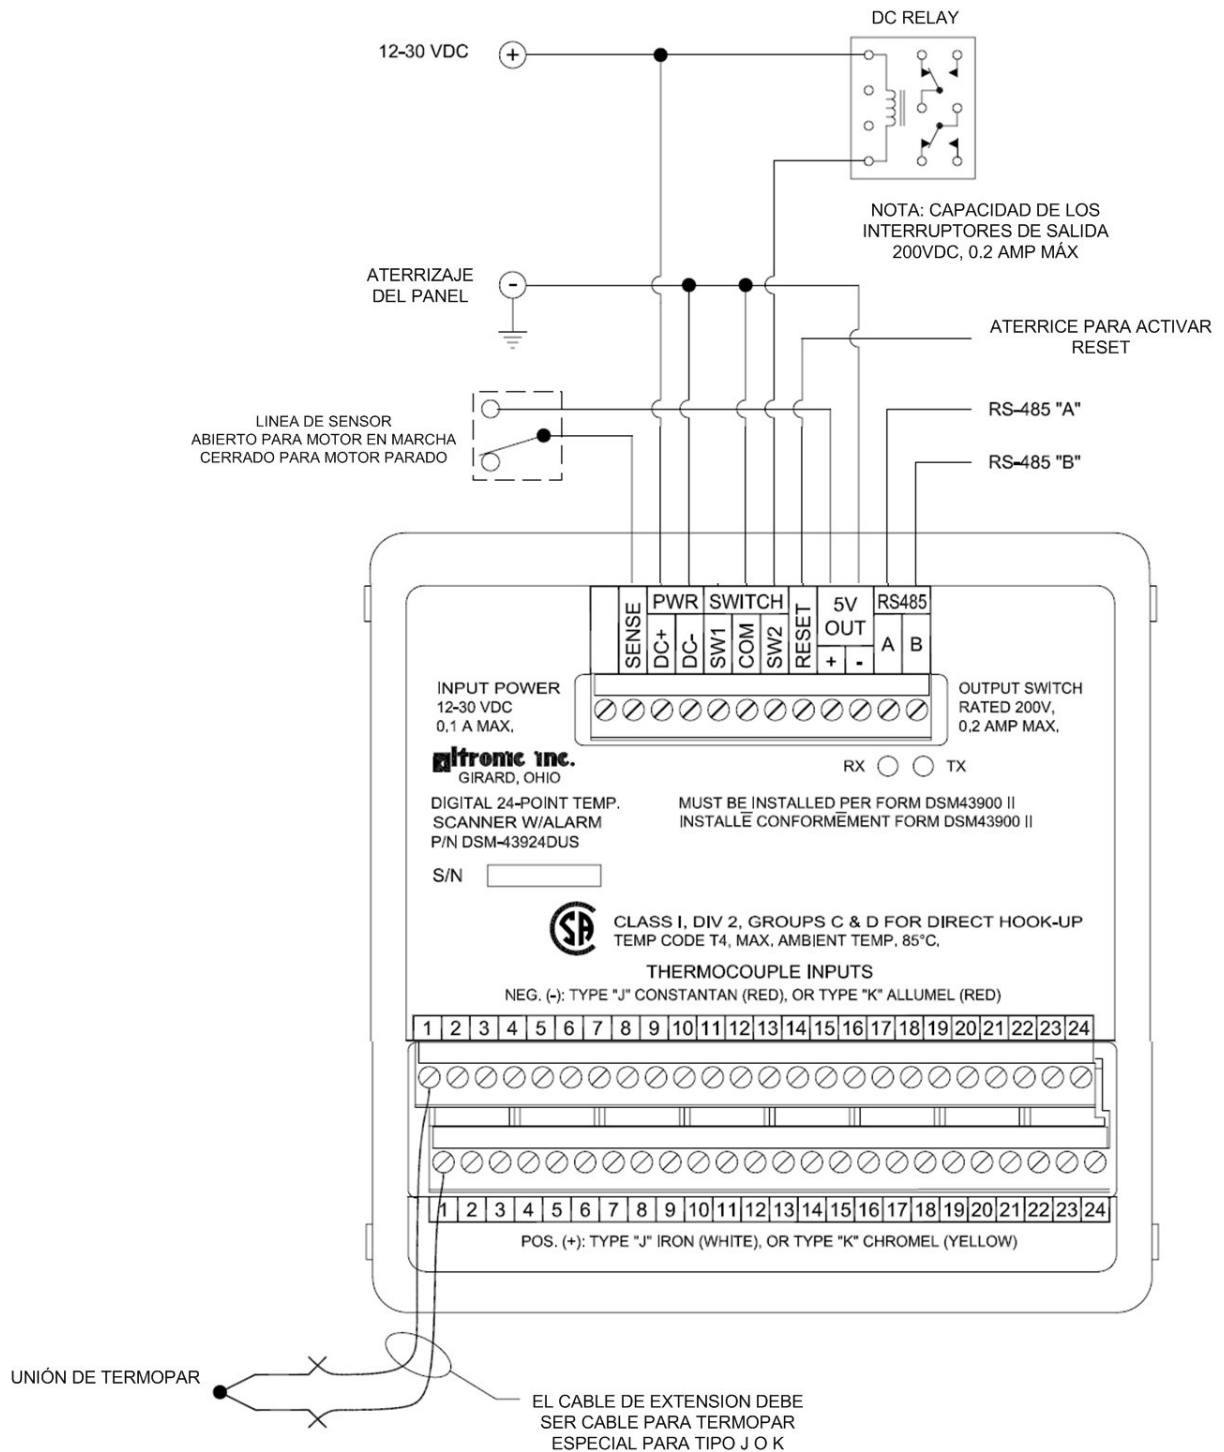 DC RELAY
12-30 VDC
+
NOTA: CAPACIDAD DE LOS
INTERRUPTORES DE SALIDA
200VDC, 0.2 AMP MÁX
ATERRIZAJE
DEL PANEL
-
ATERRICE PARA ACTIVAR
RESET
LINEA DE SENSOR
ABIERTO PARA MOTOR EN MARCHA
CERRADO PARA MOTOR PARADO
RS-485 "A"
RS-485 "B"
SENSE
PWR
DC+
DC-
SWITCH
SW1
COM
SW2
RESET
5V
OUT
+
-
RS485
A
B
INPUT POWER
12-30 VDC
0,1 A MAX,
OUTPUT SWITCH
RATED 200V,
0,2 AMP MAX,
altronic inc.
GIRARD, OHIO
RX
TX
DIGITAL 24-POINT TEMP.
SCANNER W/ALARM
P/N DSM-43924DUS
MUST BE INSTALLED PER FORM DSM43900 II
INSTALLE CONFORMEMENT FORM DSM43900 II
S/N
CSA
CLASS I, DIV 2, GROUPS C & D FOR DIRECT HOOK-UP
TEMP CODE T4, MAX, AMBIENT TEMP, 85°C,
THERMOCOUPLE INPUTS
NEG. (-): TYPE "J" CONSTANTAN (RED), OR TYPE "K" ALLUMEL (RED)
1 2 3 4 5 6 7 8 9 10 11 12 13 14 15 16 17 18 19 20 21 22 23 24
1 2 3 4 5 6 7 8 9 10 11 12 13 14 15 16 17 18 19 20 21 22 23 24
POS. (+): TYPE "J" IRON (WHITE), OR TYPE "K" CHROMEL (YELLOW)
UNIÓN DE TERMOPAR
EL CABLE DE EXTENSION DEBE
SER CABLE PARA TERMOPAR
ESPECIAL PARA TIPO J O K